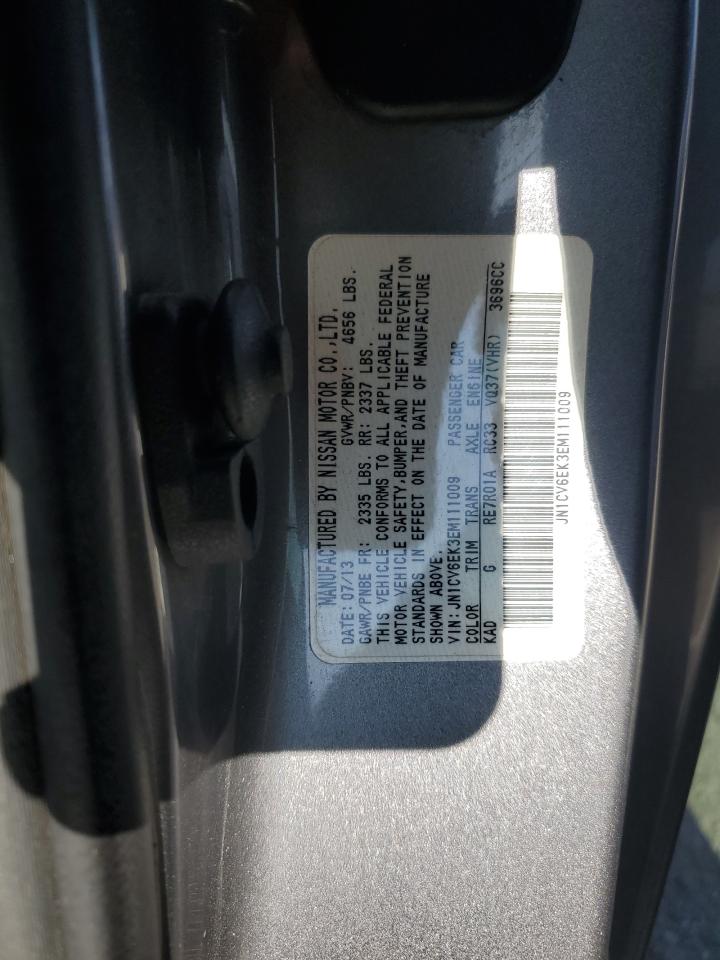 MANUFACTURED BY NISSAN MOTOR CO.,LTD.
DATE: 07/13 GVWR/PNBV: 4656 LBS.
GAWR/PNBE FR: 2335 LBS. RR: 2337 LBS.
THIS VEHICLE CONFORMS TO ALL APPLICABLE FEDERAL
MOTOR VEHICLE SAFETY,BUMPER,AND THEFT PREVENTION
STANDARDS IN EFFECT ON THE DATE OF MANUFACTURE
SHOWN ABOVE.
VIN:JN1CV6EK3EM111009 PASSENGER CAR
COLOR TRIM TRANS AXLE ENGINE
KAD G RE7R01A RC33 VQ37(VHR) 3696CC
JN1CV6EK3EM111009